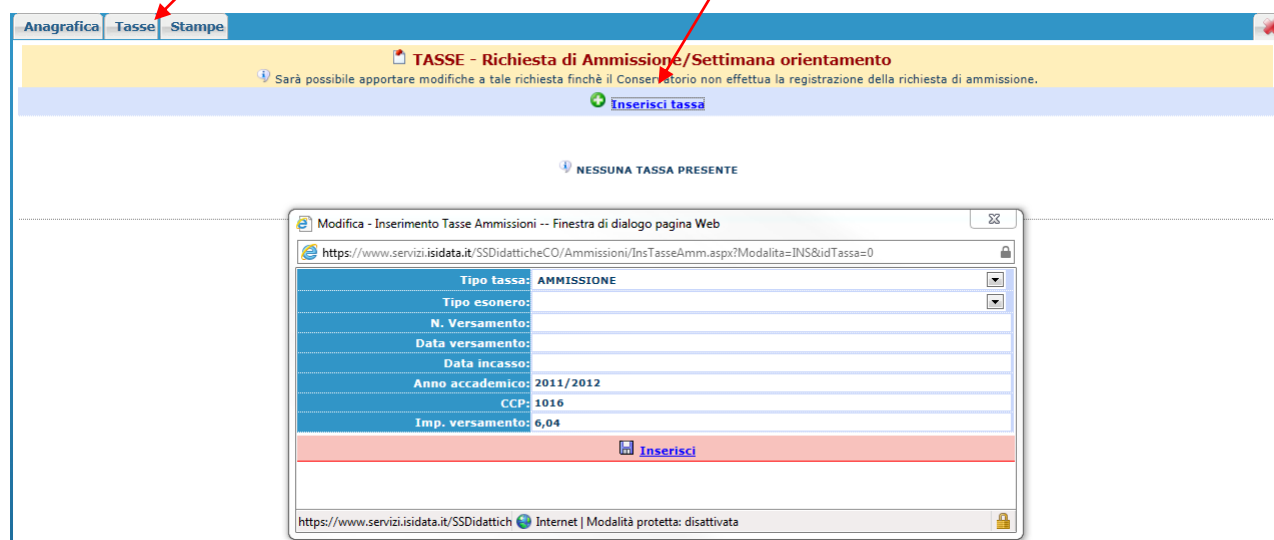 Anagrafica Tasse Stampe
TASSE - Richiesta di Ammissione/Settimana orientamento
Sarà possibile apportare modifiche a tale richiesta finchè il Conservatorio non effettua la registrazione della richiesta di ammissione.
Inserisci tassa
NESSUNA TASSA PRESENTE
Modifica - Inserimento Tasse Ammissioni -- Finestra di dialogo pagina Web
https://www.servizi.isidata.it/SSDidatticheCO/Ammissioni/InsTasseAmm.aspx?Modalita=INS&idTassa=0
Tipo tassa: AMMISSIONE
Tipo esonero:
N. Versamento:
Data versamento:
Data incasso:
Anno accademico: 2011/2012
CCP: 1016
Imp. versamento: 6,04
Inserisci
https://www.servizi.isidata.it/SSDidattich Internet | Modalità protetta: disattivata